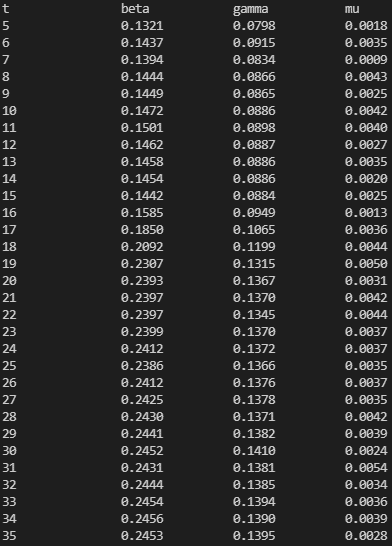 t beta gamma mu
5 0.1321 0.0798 0.0018
6 0.1437 0.0915 0.0035
7 0.1394 0.0834 0.0009
8 0.1444 0.0866 0.0043
9 0.1449 0.0865 0.0025
10 0.1472 0.0886 0.0042
11 0.1501 0.0898 0.0040
12 0.1462 0.0887 0.0027
13 0.1458 0.0886 0.0035
14 0.1454 0.0886 0.0020
15 0.1442 0.0884 0.0025
16 0.1585 0.0949 0.0013
17 0.1850 0.1065 0.0036
18 0.2092 0.1199 0.0044
19 0.2307 0.1315 0.0050
20 0.2393 0.1367 0.0031
21 0.2397 0.1370 0.0042
22 0.2397 0.1345 0.0044
23 0.2399 0.1370 0.0037
24 0.2412 0.1372 0.0037
25 0.2386 0.1366 0.0035
26 0.2412 0.1376 0.0037
27 0.2425 0.1378 0.0035
28 0.2430 0.1371 0.0042
29 0.2441 0.1382 0.0039
30 0.2452 0.1410 0.0024
31 0.2431 0.1381 0.0054
32 0.2444 0.1385 0.0034
33 0.2454 0.1394 0.0036
34 0.2456 0.1390 0.0039
35 0.2453 0.1395 0.0028